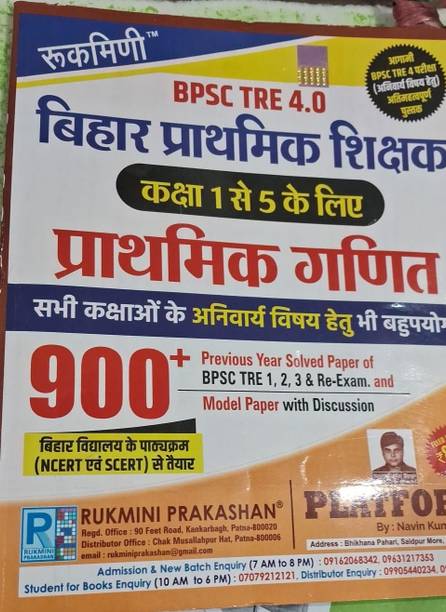 रूकमिणी™
आगामी
BPSC TRE 4 परीक्षा
(अनिवार्य विषय हेतु)
अतिमहत्वपूर्ण
पुस्तक
BPSC TRE 4.0
बिहार प्राथमिक शिक्षक
कक्षा 1 से 5 के लिए
प्राथमिक गणित
सभी कक्षाओं के अनिवार्य विषय हेतु भी बहुपयो
900+
Previous Year Solved Paper of
BPSC TRE 1, 2, 3 & Re-Exam. and
Model Paper with Discussion
बिहार विद्यालय के पाठ्यक्रम
(NCERT एवं SCERT) से तैयार
RUKMINI PRAKASHAN®
Regd. Office : 90 Feet Road, Kankarbagh, Patna-800020
Distributor Office : Chak Musallahpur Hat, Patna-800006
email : rukminiprakashan@gmail.com
RUKMINI
PRAKASHAN
PLATFO
By : Navin Kum
Address : Bhikhana Pahari, Saidpur More,
Admission & New Batch Enquiry (7 AM to 8 PM) : 09162068342, 09631217353
Student for Books Enquiry (10 AM to 6 PM) : 07079212121, Distributor Enquiry : 09905440234,